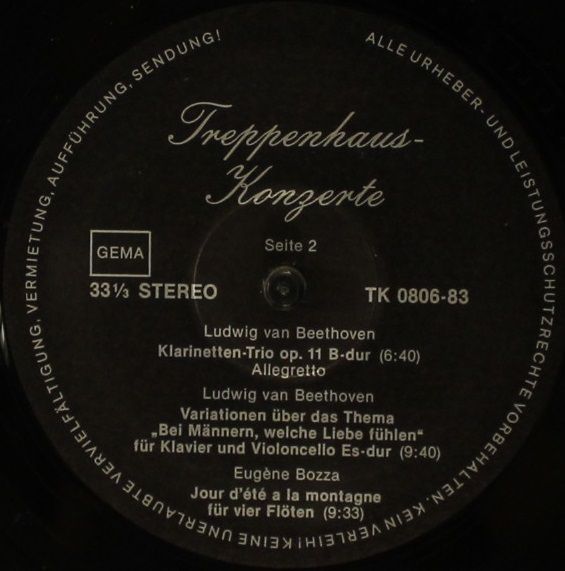 ALLE URHEBER- UND LEISTUNGSSCHUTZRECHTE VORBEHALTEN. KEIN VERLEIH! KEINE UNERLAUBTE VERVIELFÄLTIGUNG, VERMIETUNG, AUFFÜHRUNG, SENDUNG!
Treppenhaus-
Konzerte
Seite 2
GEMA
33 1/3 STEREO TK 0806-83
Ludwig van Beethoven
Klarinetten-Trio op. 11 B-dur (6:40)
Allegretto
Ludwig van Beethoven
Variationen über das Thema
„Bei Männern, welche Liebe fühlen"
für Klavier und Violoncello Es-dur (9:40)
Eugène Bozza
Jour d'été a la montagne
für vier Flöten (9:33)